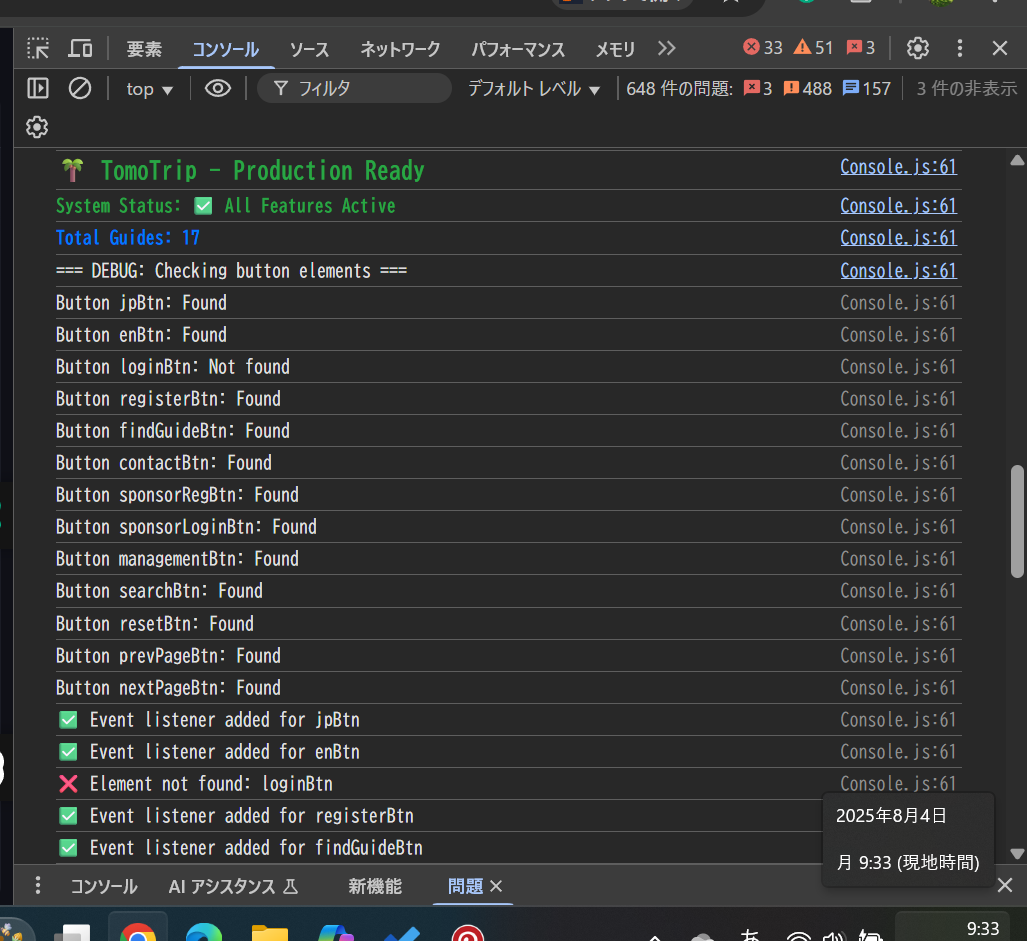 要素 コンソール ソース ネットワーク パフォーマンス メモリ 33 51 3
top ▼ フィルタ デフォルト レベル ▼ 648 件の問題: 3 488 157 3 件の非表示
🌴 TomoTrip - Production Ready Console.js:61
System Status: ✅ All Features Active Console.js:61
Total Guides: 17 Console.js:61
=== DEBUG: Checking button elements === Console.js:61
Button jpBtn: Found Console.js:61
Button enBtn: Found Console.js:61
Button loginBtn: Not found Console.js:61
Button registerBtn: Found Console.js:61
Button findGuideBtn: Found Console.js:61
Button contactBtn: Found Console.js:61
Button sponsorRegBtn: Found Console.js:61
Button sponsorLoginBtn: Found Console.js:61
Button managementBtn: Found Console.js:61
Button searchBtn: Found Console.js:61
Button resetBtn: Found Console.js:61
Button prevPageBtn: Found Console.js:61
Button nextPageBtn: Found Console.js:61
✅ Event listener added for jpBtn Console.js:61
✅ Event listener added for enBtn Console.js:61
❌ Element not found: loginBtn Console.js:61
✅ Event listener added for registerBtn
✅ Event listener added for findGuideBtn
2025年8月4日
月 9:33 (現地時間)
コンソール AI アシスタンス 新機能 問題
あ 9:33